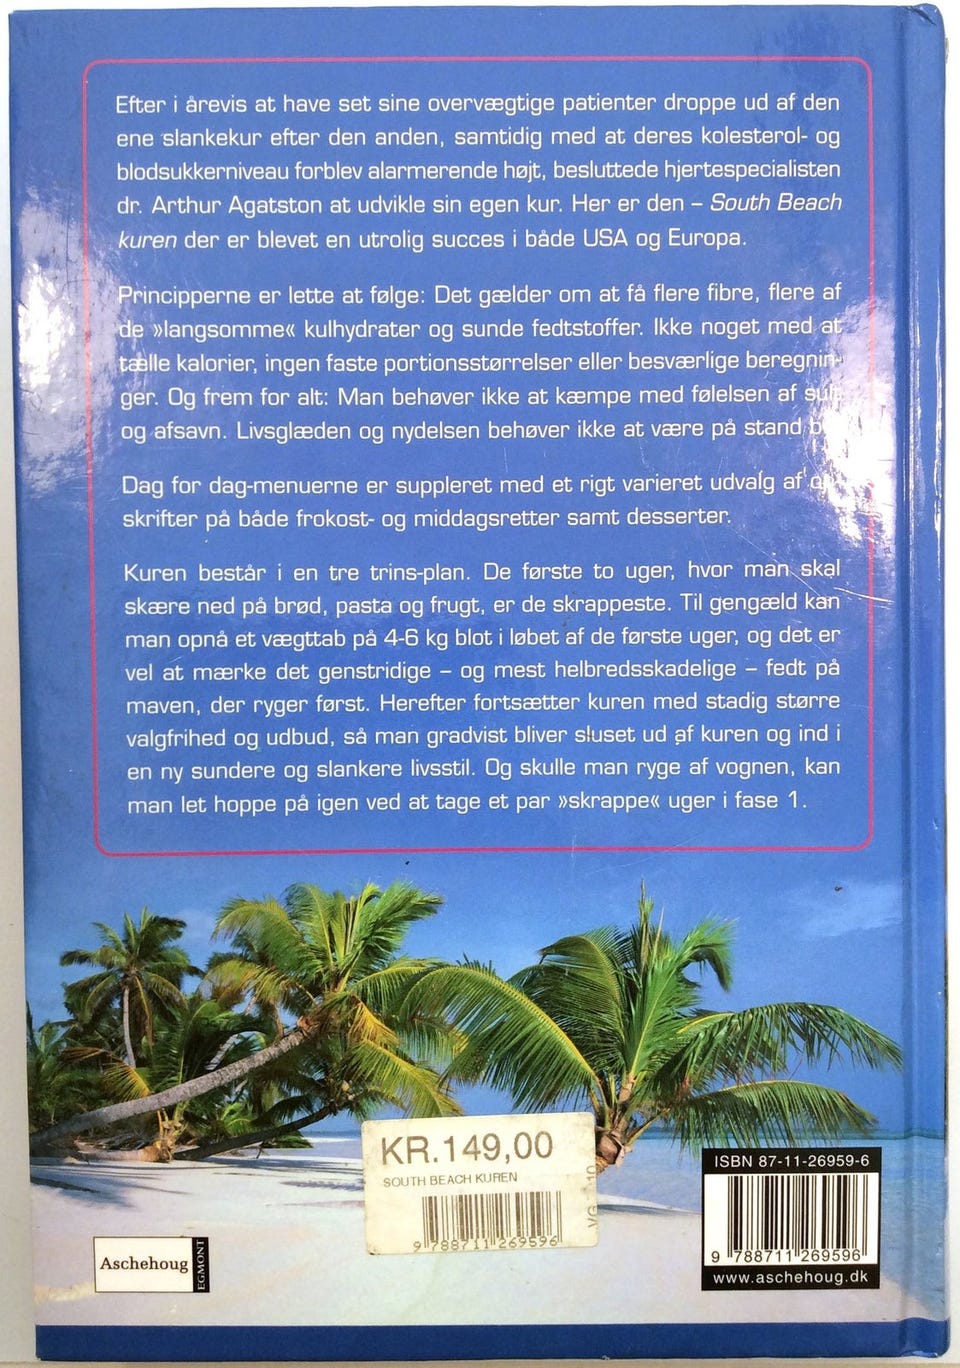 Efter i årevis at have set sine overvægtige patienter droppe ud af den
ene slankekur efter den anden, samtidig med at deres kolesterol- og
blodsukkerniveau forblev alarmerende højt, besluttede hjertespecialisten
dr. Arthur Agatston at udvikle sin egen kur. Her er den – South Beach
kuren der er blevet en utrolig succes i både USA og Europa.
Principperne er lette at følge: Det gælder om at få flere fibre, flere af
de »langsomme« kulhydrater og sunde fedtstoffer. Ikke noget med at
tælle kalorier, ingen faste portionsstørrelser eller besværlige beregnin-
ger. Og frem for alt: Man behøver ikke at kæmpe med følelsen af sult
og afsavn. Livsglæden og nydelsen behøver ikke at være på stand
Dag for dag-menuerne er suppleret med et rigt varieret udvalg af
skrifter på både frokost- og middagsretter samt desserter.
Kuren består i en tre trins-plan. De første to uger, hvor man skal
skære ned på brød, pasta og frugt, er de skrappeste. Til gengæld kan
man opnå et vægttab på 4-6 kg blot i løbet af de første uger, og det er
vel at mærke det genstridige – og mest helbredsskadelige – fedt på
maven, der ryger først. Herefter fortsætter kuren med stadig større
valgfrihed og udbud, så man gradvist bliver sluset ud af kuren og ind i
en ny sundere og slankere livsstil. Og skulle man ryge af vognen, kan
man let hoppe på igen ved at tage et par »skrappe« uger i fase 1.
KR.149,00
SOUTH BEACH KUREN
9 788711 269596
VG
ISBN 87-11-26959-6
9 788711 269596
www.aschehoug.dk
Aschehoug
EGMONT